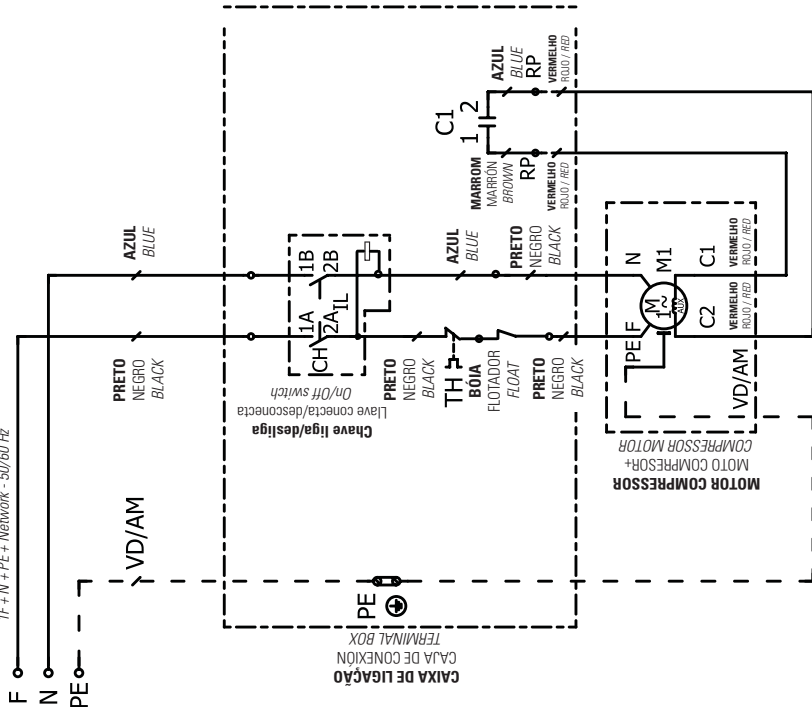 1F + N + PE + Network - 50/60 Hz
F
N
PE
PRETO
NEGRO
BLACK
AZUL
BLUE
VD/AM
CAIXA DE LIGAÇÃO
CAJA DE CONEXIÓN
TERMINAL BOX
PE
Chave liga/desliga
Llave conecta/desconecta
On/Off switch
CH
1A
2A
IL
1B
2B
PRETO
NEGRO
BLACK
AZUL
BLUE
TH
BÓIA
FLOTADOR
FLOAT
PRETO
NEGRO
BLACK
PRETO
NEGRO
BLACK
C1
1
2
MARROM
MARRÓN
BROWN
RP
VERMELHO
ROJO / RED
AZUL
BLUE
RP
VERMELHO
ROJO / RED
MOTOR COMPRESSOR
MOTO COMPRESOR+
COMPRESSOR MOTOR
PE
F
N
M
1~
AUX
M1
C2
VERMELHO
ROJO / RED
C1
VERMELHO
ROJO / RED
VD/AM